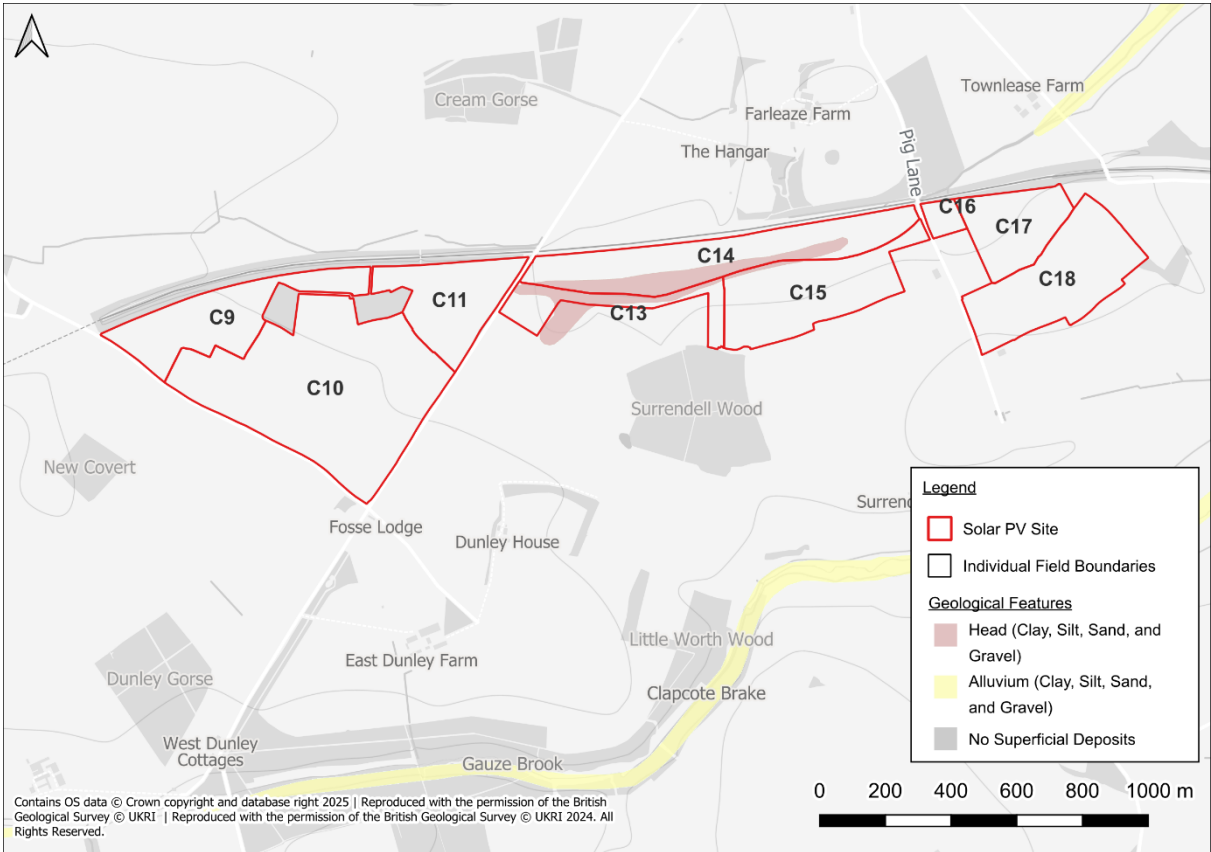 Cream Gorse
Townlease Farm
Farleaze Farm
The Hangar
Pig Lane
C16
C17
C14
C18
C15
C11
C9
C13
C10
Surrendell Wood
New Covert
Fosse Lodge
Dunley House
Surren
Little Worth Wood
East Dunley Farm
Dunley Gorse
Clapcote Brake
West Dunley
Cottages
Gauze Brook
Legend
Solar PV Site
Individual Field Boundaries
Geological Features
Head (Clay, Silt, Sand, and
Gravel)
Alluvium (Clay, Silt, Sand,
and Gravel)
No Superficial Deposits
0 200 400 600 800 1000 m
Contains OS data © Crown copyright and database right 2025 | Reproduced with the permission of the British
Geological Survey © UKRI | Reproduced with the permission of the British Geological Survey © UKRI 2024. All
Rights Reserved.